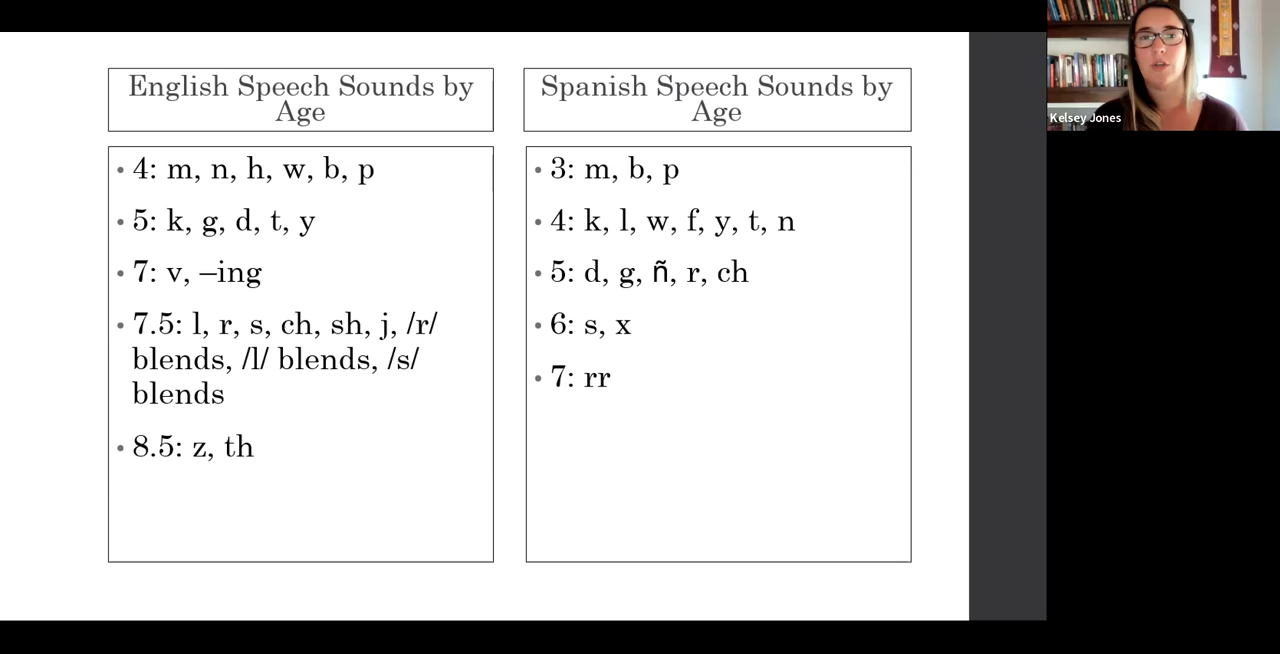 English Speech Sounds by
Age
• 4: m, n, h, w, b, p
• 5: k, g, d, t, y
• 7: v, –ing
• 7.5: l, r, s, ch, sh, j, /r/
blends, /l/ blends, /s/
blends
• 8.5: z, th
Spanish Speech Sounds by
Age
• 3: m, b, p
• 4: k, l, w, f, y, t, n
• 5: d, g, ñ, r, ch
• 6: s, x
• 7: rr
Kelsey Jones